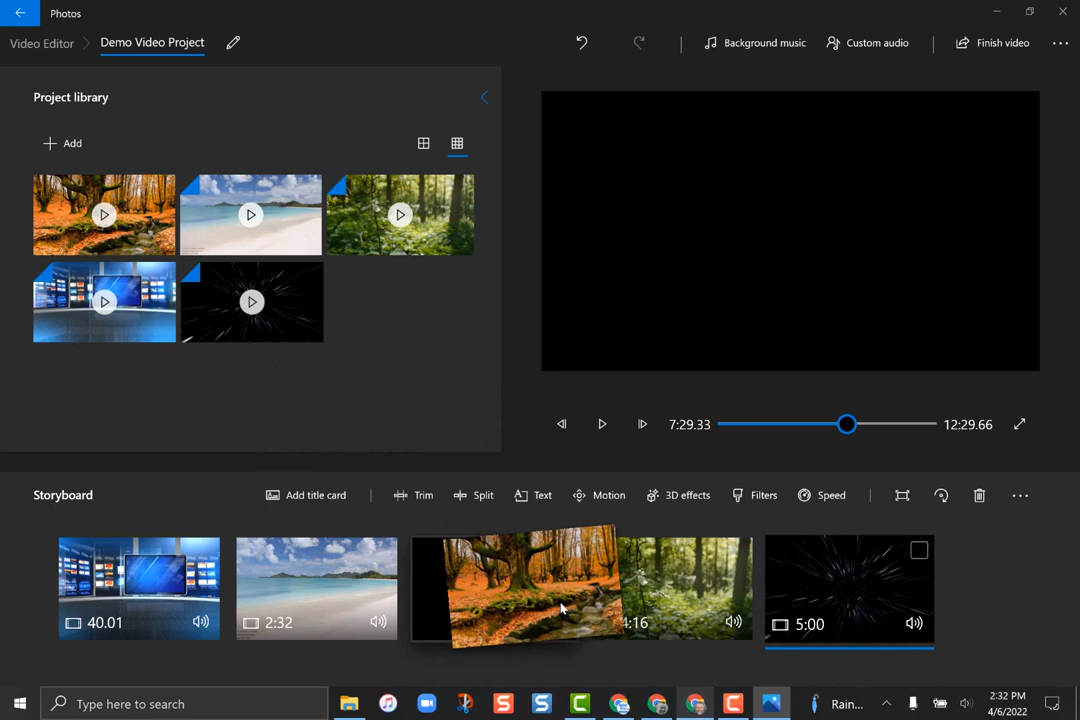 Photos
Video Editor
Demo Video Project
Background music
Custom audio
Finish video
Project library
Add
7:29.33
12:29.66
Storyboard
Add title card
Trim
Split
Text
Motion
3D effects
Filters
Speed
40.01
2:32
4:16
5:00
Type here to search
Rain...
2:32 PM
4/6/2022